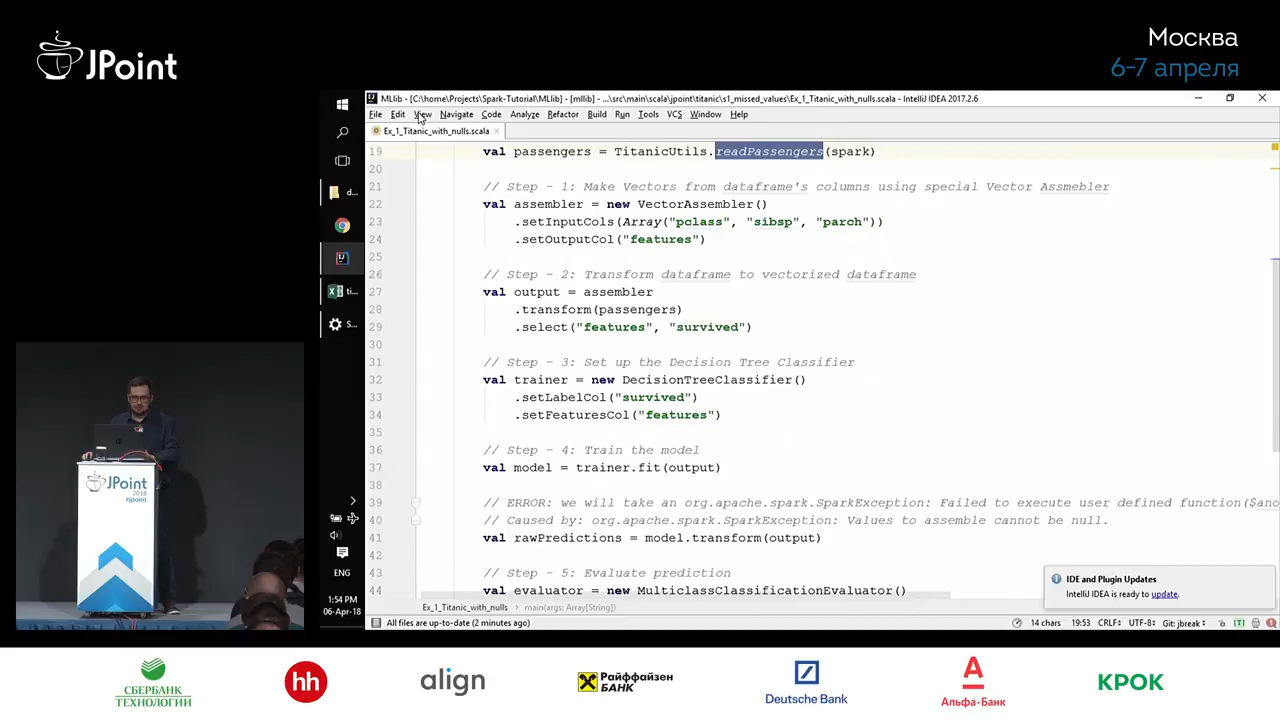 JPoint
Москва
6–7 апреля
MLlib - [C:\home\Projects\Spark-Tutorial\MLlib] - [mllib] - ...\src\main\scala\jpoint\titanic\s1_missed_values\Ex_1_Titanic_with_nulls.scala - IntelliJ IDEA 2017.2.6
File Edit View Navigate Code Analyze Refactor Build Run Tools VCS Window Help
Ex_1_Titanic_with_nulls.scala
19 val passengers = TitanicUtils.readPassengers(spark)
20
21 // Step - 1: Make Vectors from dataframe's columns using special Vector Assmebler
22 val assembler = new VectorAssembler()
23 .setInputCols(Array("pclass", "sibsp", "parch"))
24 .setOutputCol("features")
25
26 // Step - 2: Transform dataframe to vectorized dataframe
27 val output = assembler
28 .transform(passengers)
29 .select("features", "survived")
30
31 // Step - 3: Set up the Decision Tree Classifier
32 val trainer = new DecisionTreeClassifier()
33 .setLabelCol("survived")
34 .setFeaturesCol("features")
35
36 // Step - 4: Train the model
37 val model = trainer.fit(output)
38
39 // ERROR: we will take an org.apache.spark.SparkException: Failed to execute user defined function($ano
40 // Caused by: org.apache.spark.SparkException: Values to assemble cannot be null.
41 val rawPredictions = model.transform(output)
42
43 // Step - 5: Evaluate prediction
44 val evaluator = new MulticlassClassificationEvaluator()
IDE and Plugin Updates
IntelliJ IDEA is ready to update.
Ex_1_Titanic_with_nulls main(args: Array[String])
All files are up-to-date (2 minutes ago)
14 chars 19:53 CRLF UTF-8 Git: jbreak
d...
ti...
S...
ENG
1:54 PM
06-Apr-18
JPoint
2018
#jpoint
СБЕРБАНК
ТЕХНОЛОГИИ
hh
align
Райффайзен
БАНК
Deutsche Bank
Альфа·Банк
КРОК